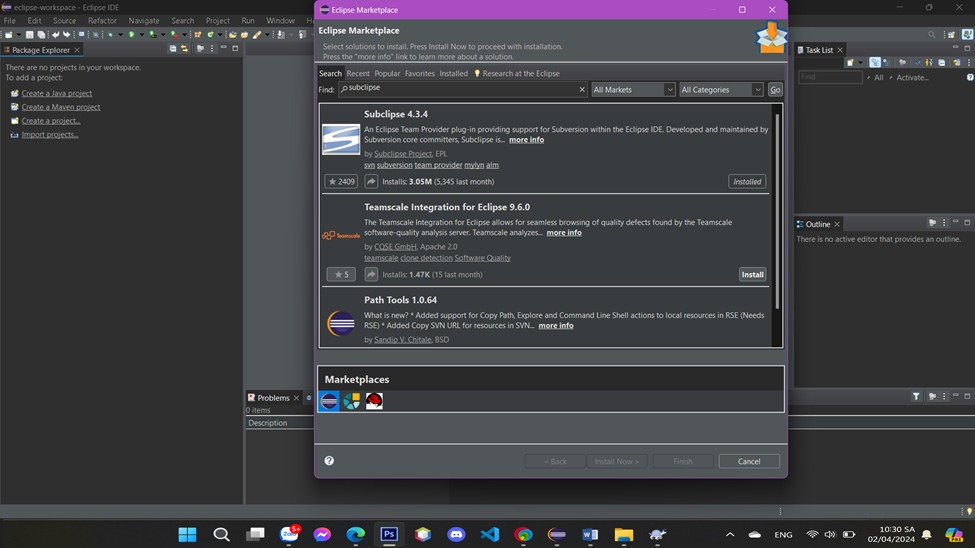 eclipse-workspace - Eclipse IDE
File Edit Source Refactor Navigate Search Project Run Window
Package Explorer
There are no projects in your workspace.
To add a project:
Create a Java project
Create a Maven project
Create a project...
Import projects...
Eclipse Marketplace
Eclipse Marketplace
Select solutions to install. Press Install Now to proceed with installation.
Press the "more info" link to learn more about a solution.
Search Recent Popular Favorites Installed Research at the Eclipse
Find: subclipse All Markets All Categories Go
Subclipse 4.3.4
An Eclipse Team Provider plug-in providing support for Subversion within the Eclipse IDE. Developed and maintained by
Subversion core committers, Subclipse is... more info
by Subclipse Project, EPL
svn subversion team provider mylyn alm
2409 Installs: 3.05M (5,345 last month) Installed
Teamscale Integration for Eclipse 9.6.0
The Teamscale Integration for Eclipse allows for seamless browsing of quality defects found by the Teamscale
software-quality analysis server. Teamscale analyzes... more info
Teamscale
by CQSE GmbH, Apache 2.0
teamscale clone detection Software Quality
5 Installs: 1.47K (15 last month) Install
Path Tools 1.0.64
What is new? * Added support for Copy Path, Explore and Command Line Shell actions to local resources in RSE (Needs
RSE) * Added Copy SVN URL for resources in SVN... more info
by Sandip V. Chitale, BSD
Marketplaces
< Back Install Now > Finish Cancel
Task List
Find All Activate...
Outline
There is no active editor that provides an outline.
Problems
0 items
Description
Zalo 5+ Ps W ENG 10:30 SA
02/04/2024